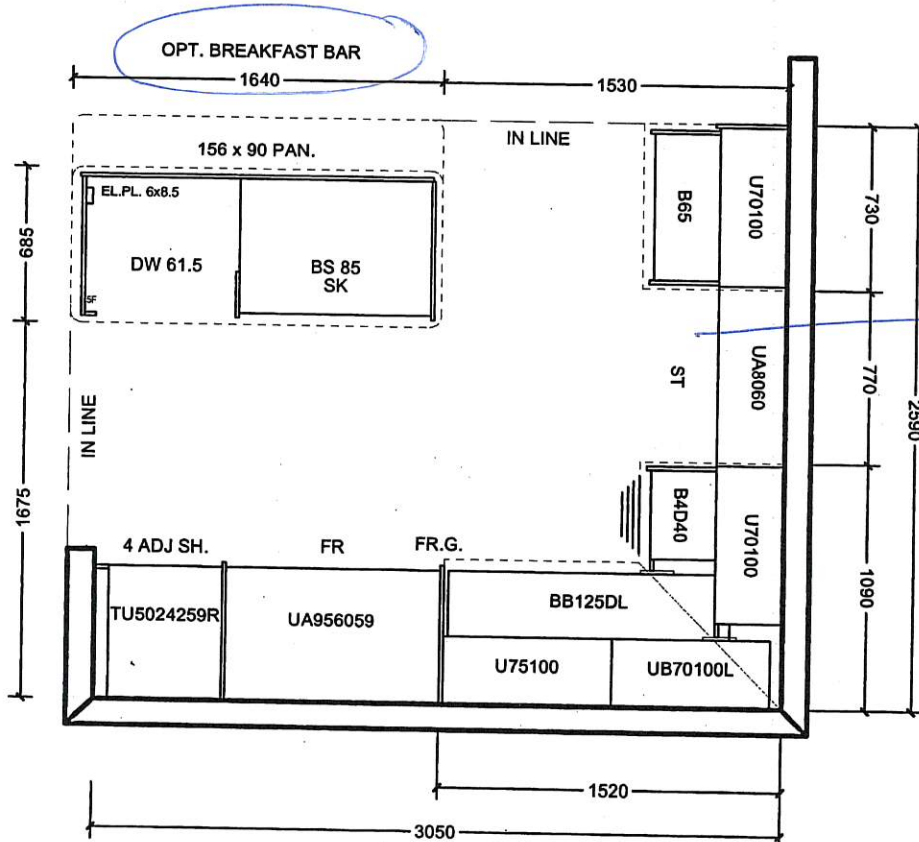 OPT. BREAKFAST BAR
1640
1530
IN LINE
156 x 90 PAN.
EL.PL. 6x8.5
DW 61.5
BS 85
SK
SF
685
B65
U70100
730
ST
UA8060
770
2590
IN LINE
1675
B4D40
U70100
1090
4 ADJ SH.
FR
FR.G.
TU5024259R
UA956059
BB125DL
U75100
UB70100L
1520
3050